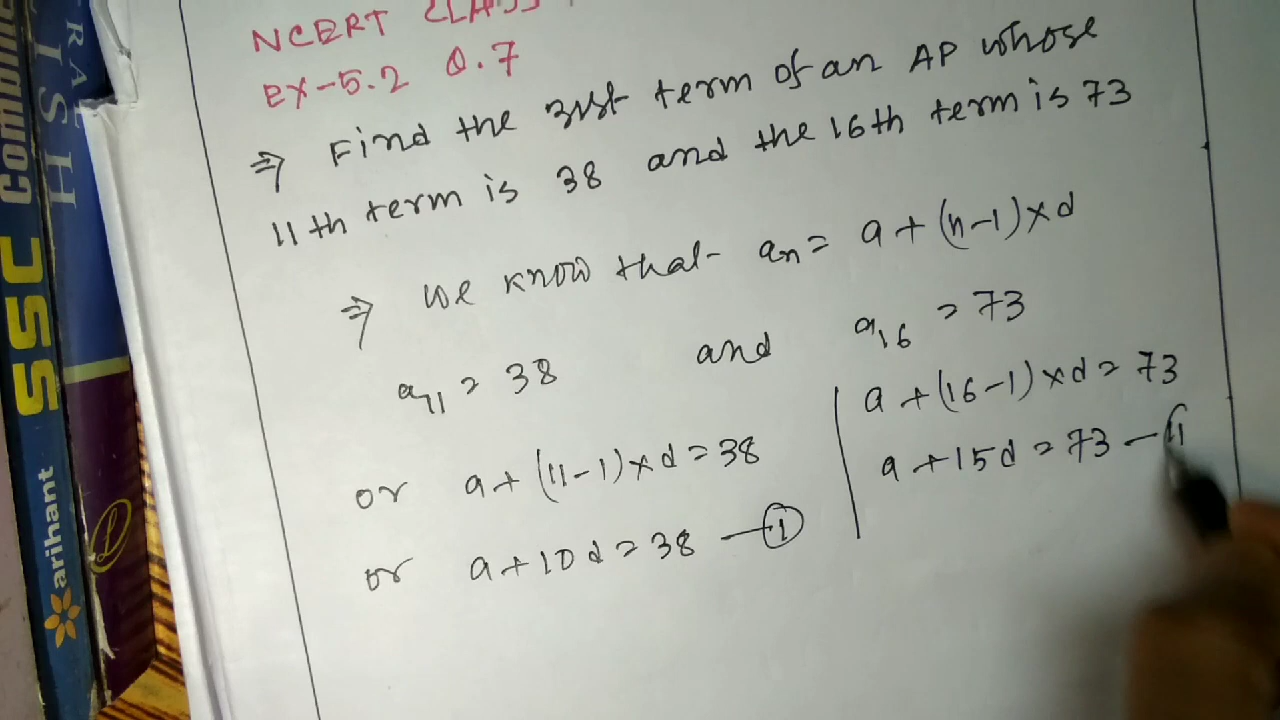 NCERT CLASS
ex-5.2 Q.7
⇒ Find the 31st term of an AP whose
11th term is 38 and the 16th term is 73
⇒ we know that- an = a + (n-1)×d
a11 = 38 and a16 = 73
or a + (11-1)×d = 38
a + (16-1)×d = 73
or a + 10d = 38 — ①
a + 15d = 73 —
SSC
arihant
ISH